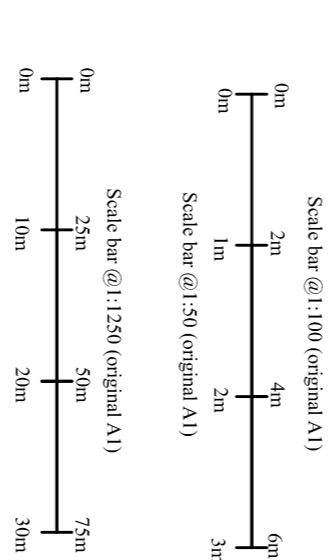 Scale bar @1:100 (original A1)
0m 2m 4m 6m
0m 1m 2m 3m
Scale bar @1:50 (original A1)
Scale bar @1:1250 (original A1)
0m 25m 50m 75m
0m 10m 20m 30m